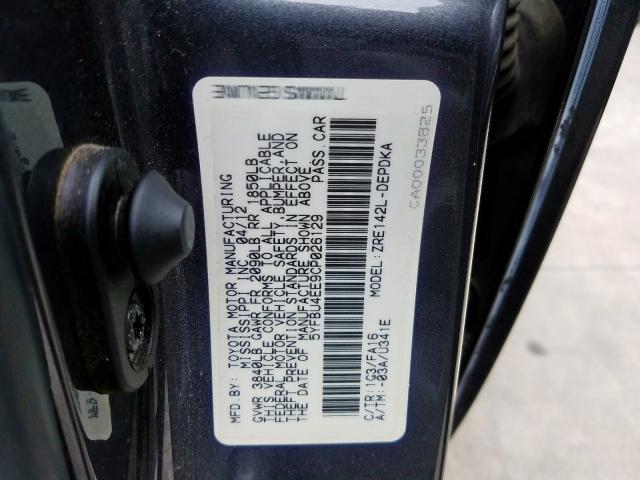 MFD. BY: TOYOTA MOTOR MANUFACTURING
MISSISSIPPI INC. 04/12
GVWR 3840LB GAWR FR 2090LB RR 1850LB
THIS VEHICLE CONFORMS TO ALL APPLICABLE
FEDERAL MOTOR VEHICLE SAFETY, BUMPER, AND
THEFT PREVENTION STANDARDS IN EFFECT ON
THE DATE OF MANUFACTURE SHOWN ABOVE
5YFBU4EE9CP026129 PASS.CAR
C/TR:1G3/FA16 MODEL:ZRE142L-DEPDKA
A/TM:-03A/U341E
CA00033825